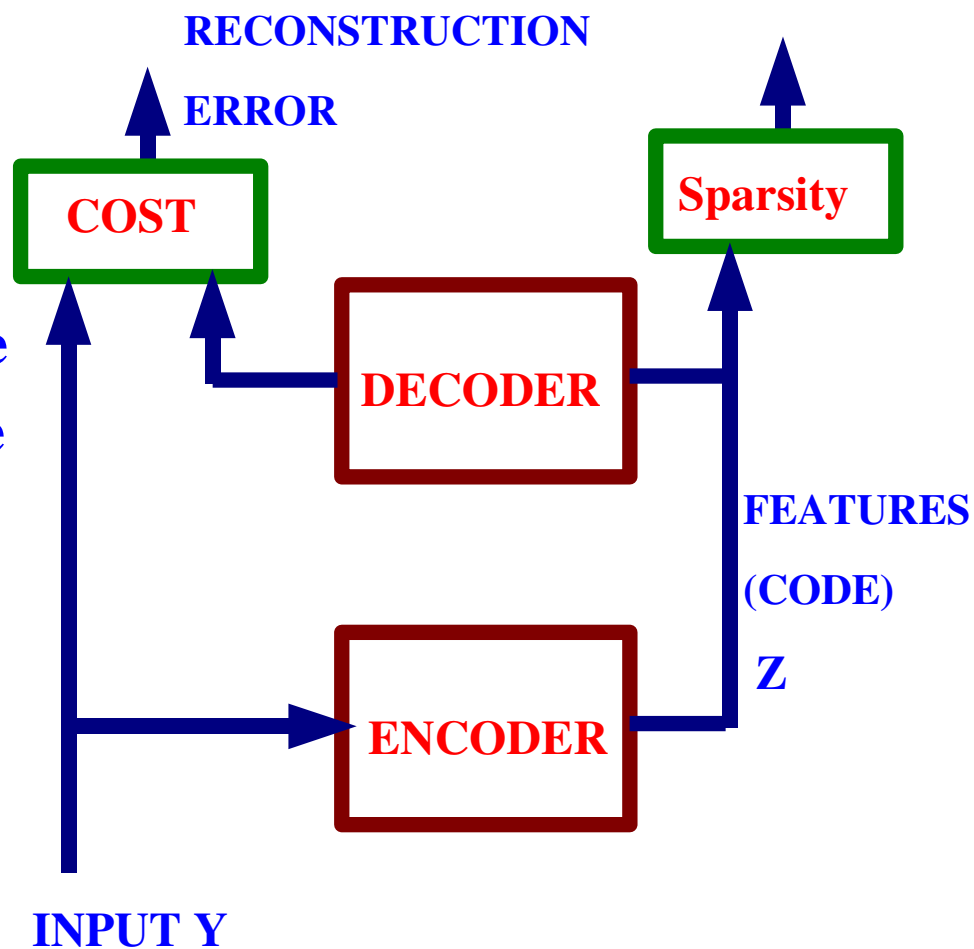 RECONSTRUCTION
ERROR
COST
Sparsity
e
DECODER
e
FEATURES
(CODE)
Z
ENCODER
INPUT Y